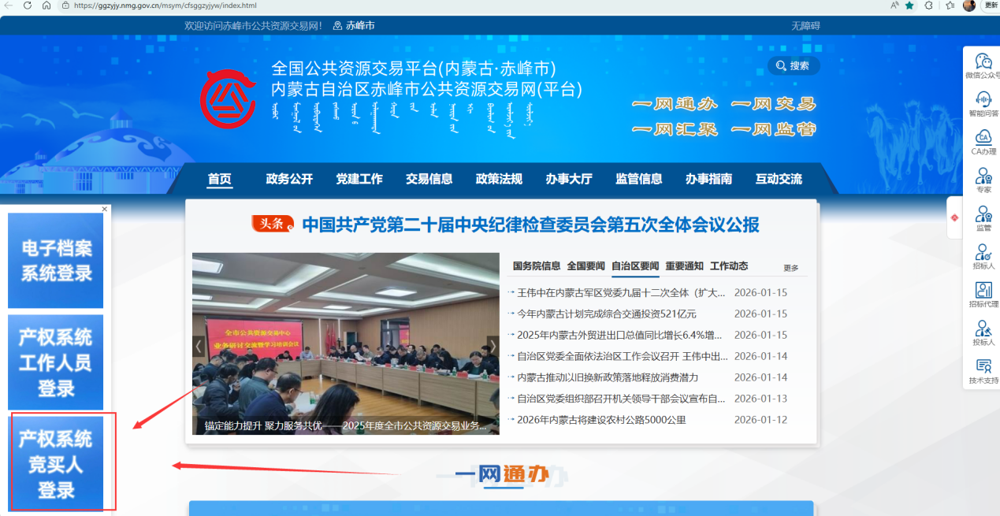 https://ggzyjy.nmg.gov.cn/msym/cfsggzyjyw/index.html
更新
欢迎访问赤峰市公共资源交易网！
赤峰市
无障碍
全国公共资源交易平台(内蒙古·赤峰市)
内蒙古自治区赤峰市公共资源交易网(平台)
搜索
一网通办 一网交易
一网汇聚 一网监管
首页
政务公开
党建工作
交易信息
政策法规
办事大厅
监管信息
办事指南
互动交流
微信公众号
智能问答
CA
CA办理
专家
监管
招标人
招标代理
投标人
技术支持
电子档案
系统登录
产权系统
工作人员
登录
产权系统
竞买人
登录
头条
中国共产党第二十届中央纪律检查委员会第五次全体会议公报
全市公共资源交易中心
业务研讨交流暨学习培训会议
锚定能力提升 聚力服务共优——2025年度全市公共资源交易业务...
国务院信息 全国要闻 自治区要闻 重要通知 工作动态
更多
王伟中在内蒙古军区党委九届十二次全体（扩大... 2026-01-15
今年内蒙古计划完成综合交通投资521亿元 2026-01-15
2025年内蒙古外贸进出口总值同比增长6.4%增... 2026-01-15
自治区党委全面依法治区工作会议召开 王伟中出... 2026-01-14
内蒙古推动以旧换新政策落地释放消费潜力 2026-01-14
自治区党委组织部召开机关领导干部会议宣布自... 2026-01-13
2026年内蒙古将建设农村公路5000公里 2026-01-12
一网通办